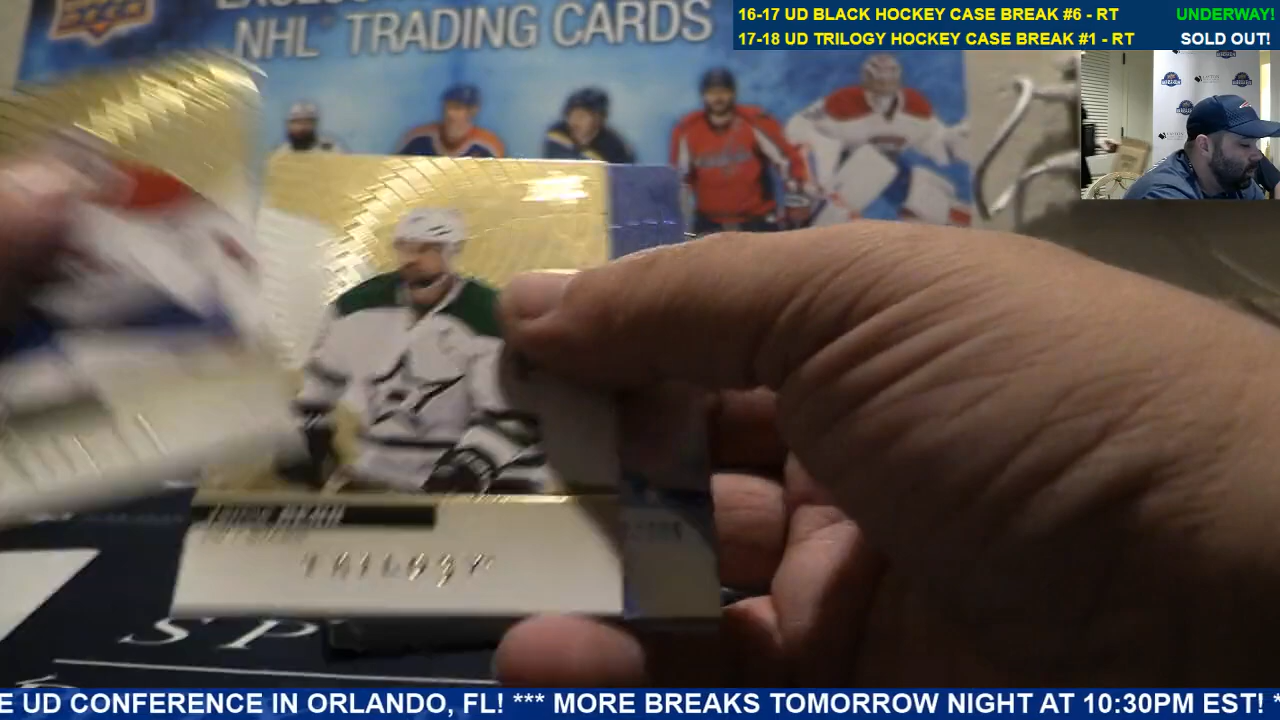 16-17 UD BLACK HOCKEY CASE BREAK #6 - RT UNDERWAY!
17-18 UD TRILOGY HOCKEY CASE BREAK #1 - RT SOLD OUT!
NHL TRADING CARDS
TRILOGY
SP
E UD CONFERENCE IN ORLANDO, FL! *** MORE BREAKS TOMORROW NIGHT AT 10:30PM EST! *